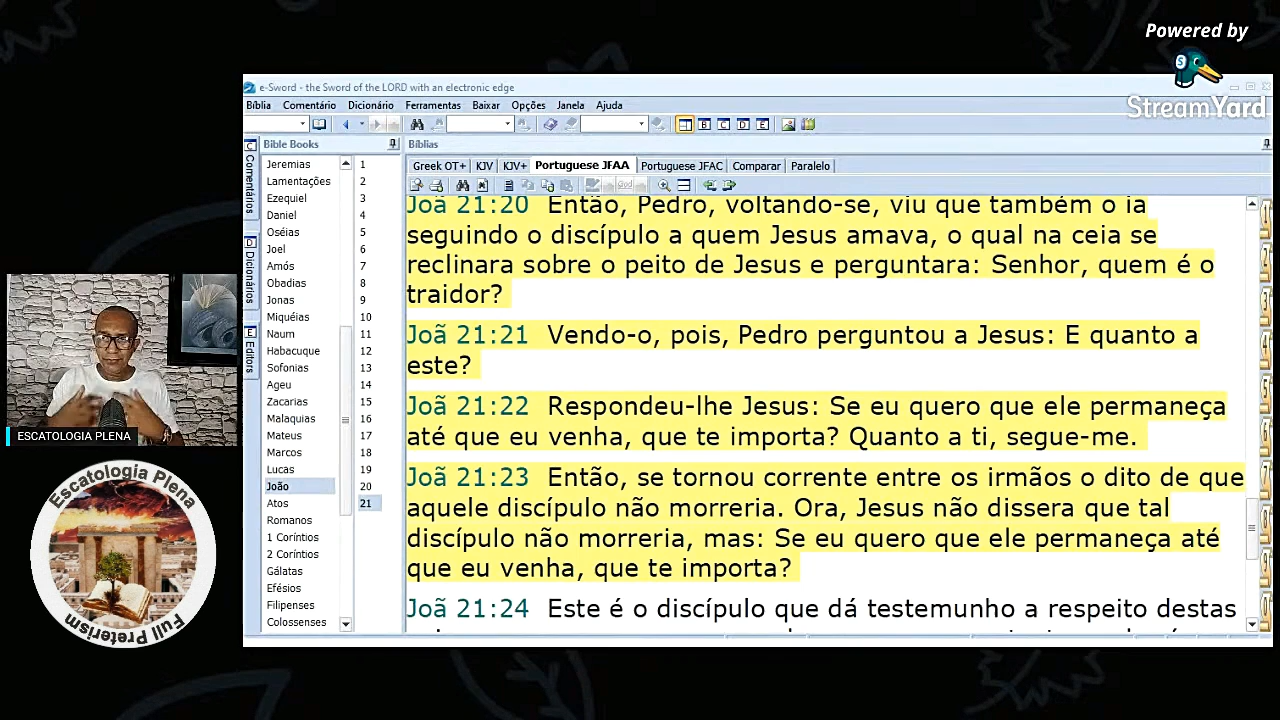 Powered by
StreamYard
e-Sword - the Sword of the LORD with an electronic edge
Bíblia Comentário Dicionário Ferramentas Baixar Opções Janela Ajuda
B C D E
Bible Books
Bíblias
Greek OT+ KJV KJV+ Portuguese JFAA Portuguese JFAC Comparar Paralelo
C Comentários
D Dicionários
E Editors
Jeremias 1
Lamentações 2
Ezequiel 3
Daniel 4
Oséias 5
Joel 6
Amós 7
Obadias 8
Jonas 9
Miquéias 10
Naum 11
Habacuque 12
Sofonias 13
Ageu 14
Zacarias 15
Malaquias 16
Mateus 17
Marcos 18
Lucas 19
João 20
Atos 21
Romanos
1 Coríntios
2 Coríntios
Gálatas
Efésios
Filipenses
Colossenses
Joã 21:20 Então, Pedro, voltando-se, viu que também o ia
seguindo o discípulo a quem Jesus amava, o qual na ceia se
reclinara sobre o peito de Jesus e perguntara: Senhor, quem é o
traidor?
Joã 21:21 Vendo-o, pois, Pedro perguntou a Jesus: E quanto a
este?
Joã 21:22 Respondeu-lhe Jesus: Se eu quero que ele permaneça
até que eu venha, que te importa? Quanto a ti, segue-me.
Joã 21:23 Então, se tornou corrente entre os irmãos o dito de que
aquele discípulo não morreria. Ora, Jesus não dissera que tal
discípulo não morreria, mas: Se eu quero que ele permaneça até
que eu venha, que te importa?
Joã 21:24 Este é o discípulo que dá testemunho a respeito destas
ESCATOLOGIA PLENA
Escatologia Plena
Full Preterism